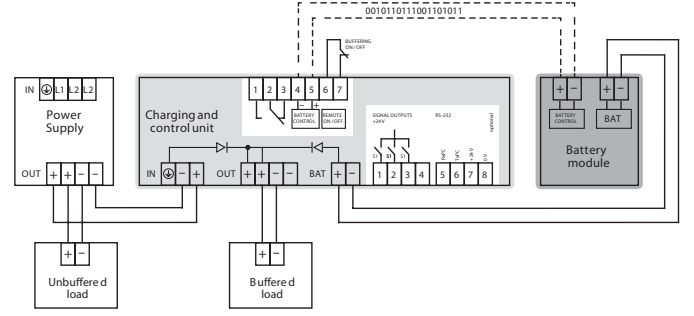 0010110111001101011
BUFFERING
ON / OFF
IN L1 L2 L2
Power
Supply
OUT + + - -
Charging and
control unit
1 2 3 4 5 6 7
- +
BATTERY
CONTROL
REMOTE
ON / OFF
SIGNAL OUTPUTS
+24V
RS-232
optional
S1 S1 S1
RxPC TxPC +24 V 0 V
1 2 3 4 5 6 7 8
IN - +
OUT + + - -
BAT + -
+ - + -
BATTERY
CONTROL
BAT
Battery
module
+ -
Unbuffered
load
+ -
Buffered
load